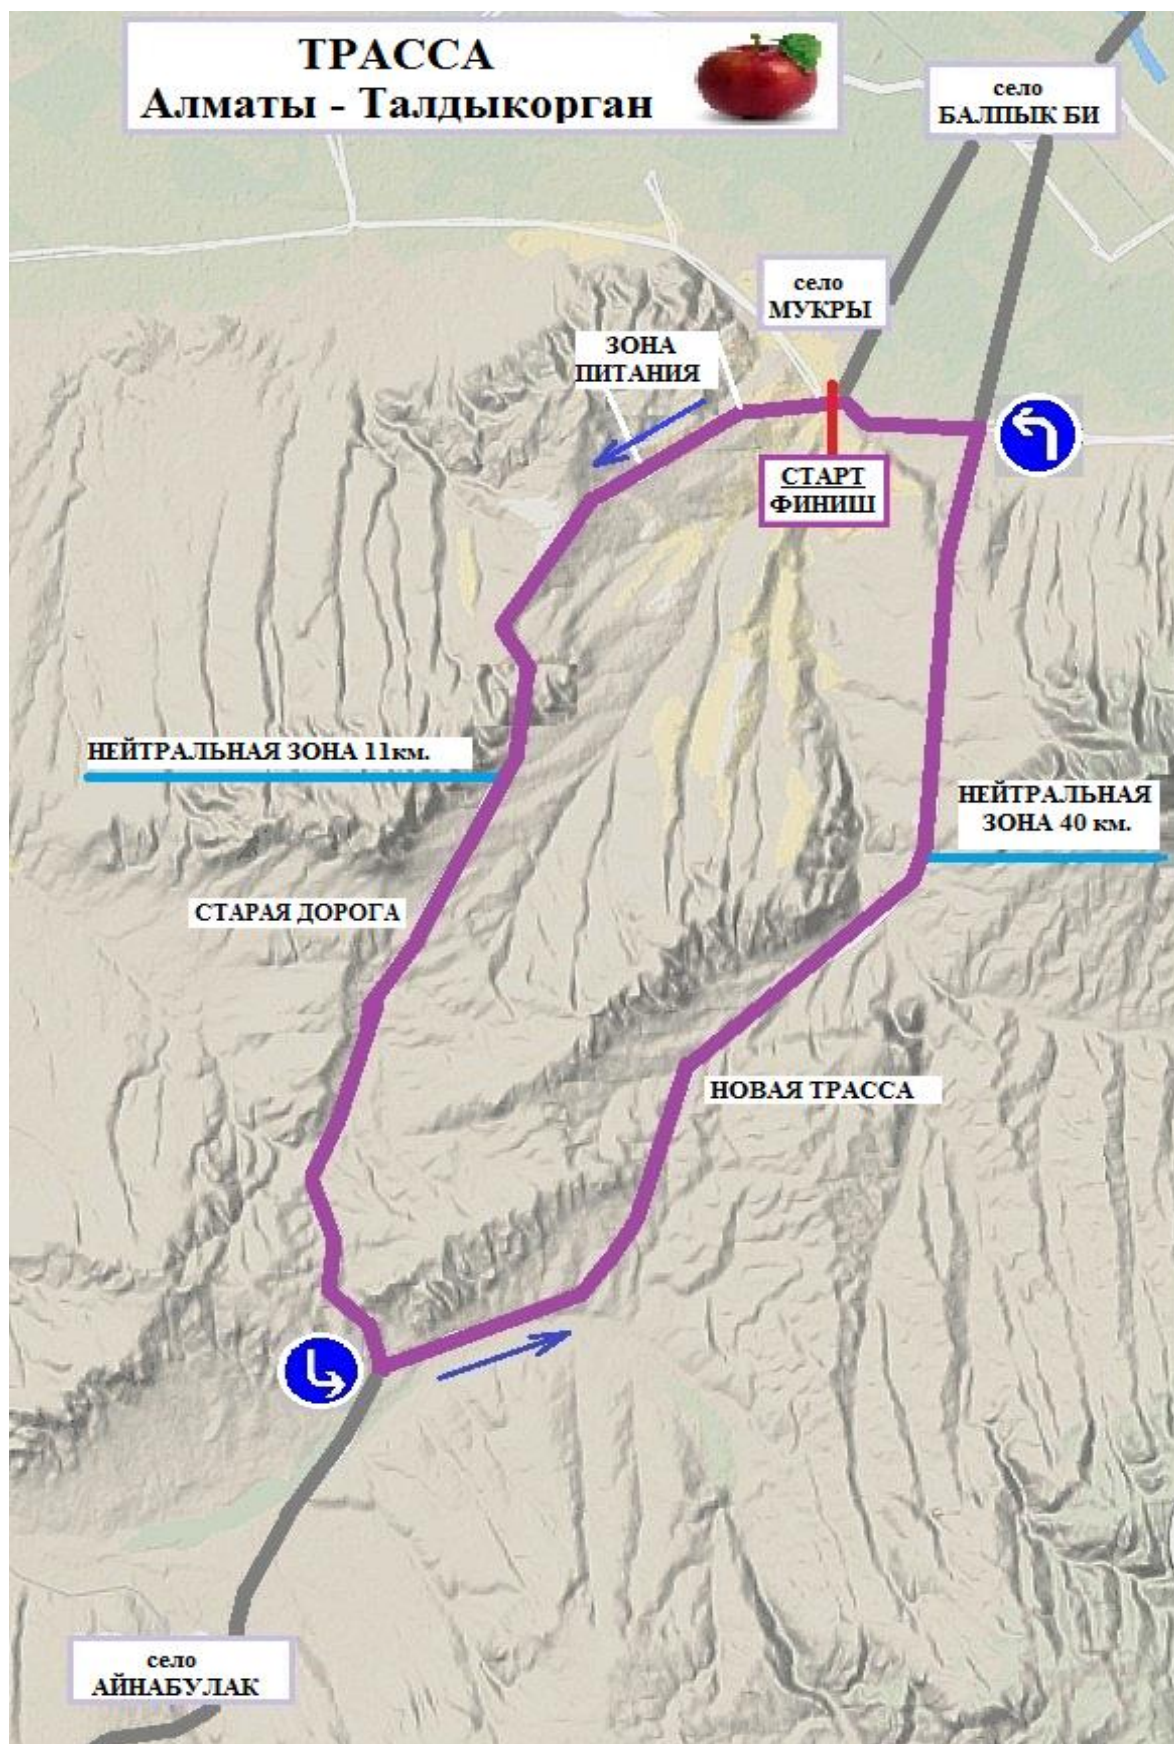 ТРАССА
Алматы - Талдыкорган
село
БАЛПЫК БИ
село
МУКРЫ
ЗОНА
ПИТАНИЯ
СТАРТ
ФИНИШ
НЕЙТРАЛЬНАЯ ЗОНА 11км.
НЕЙТРАЛЬНАЯ
ЗОНА 40 км.
СТАРАЯ ДОРОГА
НОВАЯ ТРАССА
село
АЙНАБУЛАК